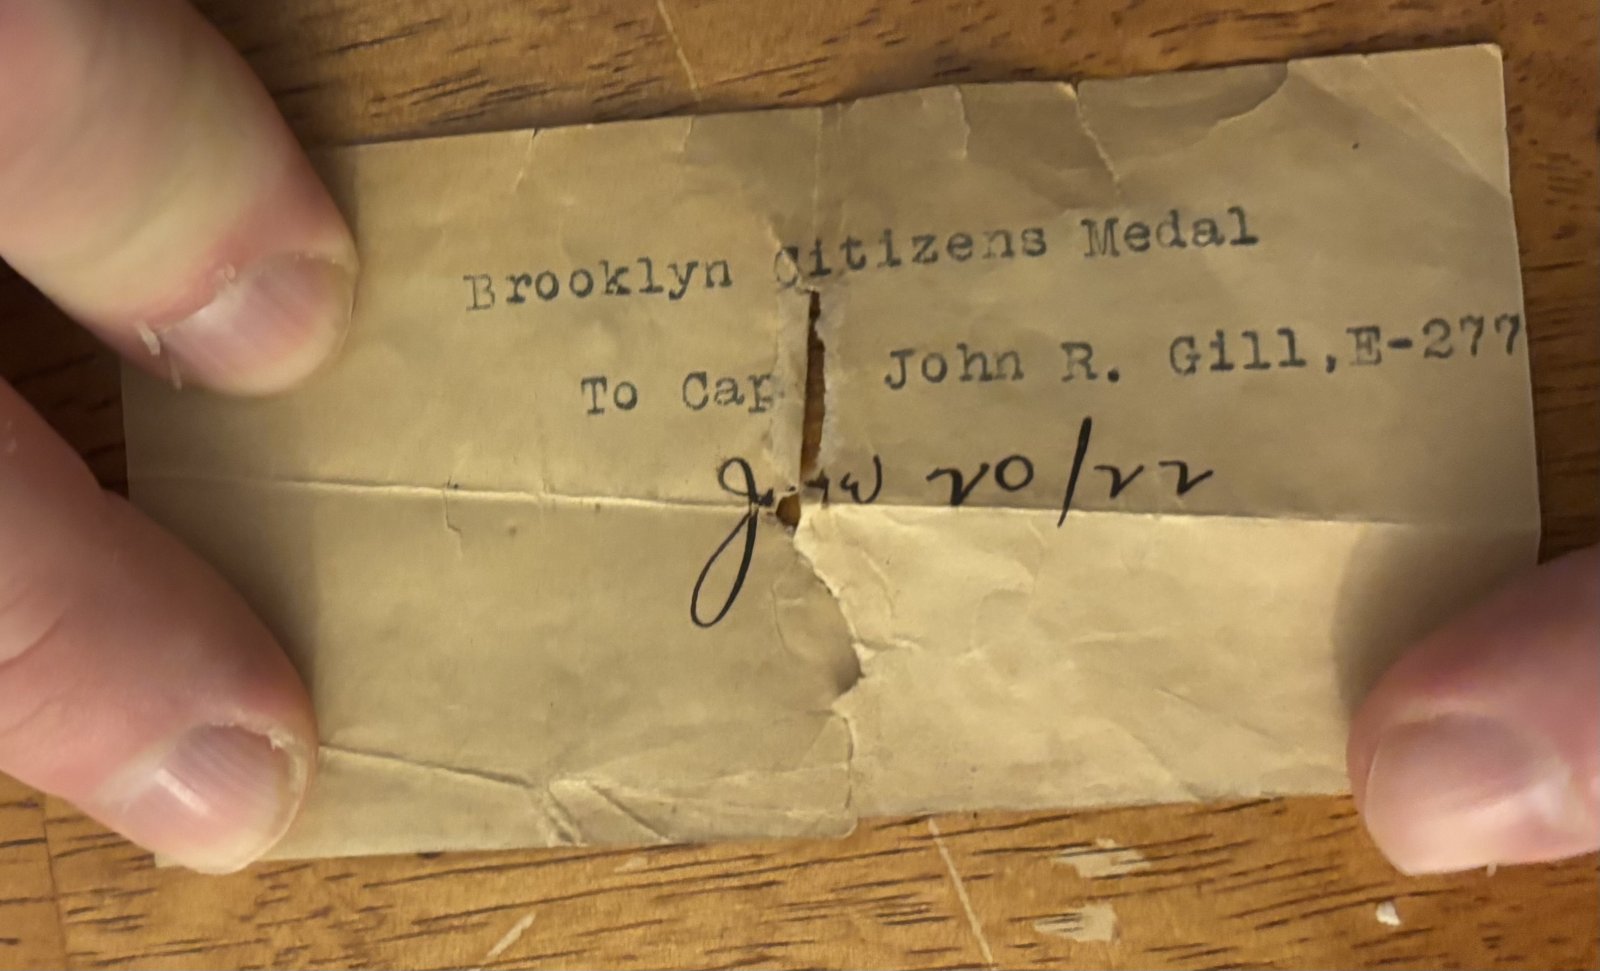 Brooklyn Citizens Medal
To Cap John R. Gill,E-277
20/22